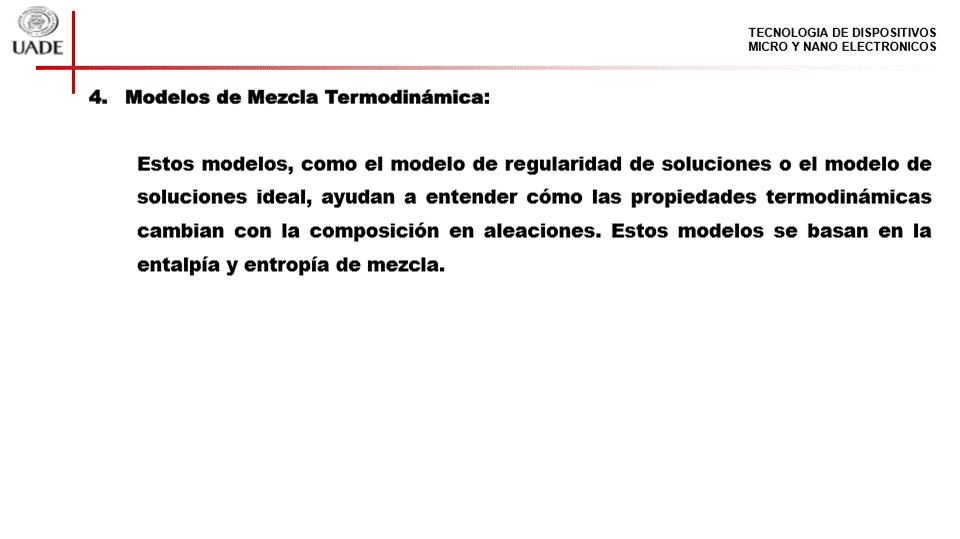 UADE
TECNOLOGIA DE DISPOSITIVOS
MICRO Y NANO ELECTRONICOS
4. Modelos de Mezcla Termodinámica:
Estos modelos, como el modelo de regularidad de soluciones o el modelo de
soluciones ideal, ayudan a entender cómo las propiedades termodinámicas
cambian con la composición en aleaciones. Estos modelos se basan en la
entalpía y entropía de mezcla.